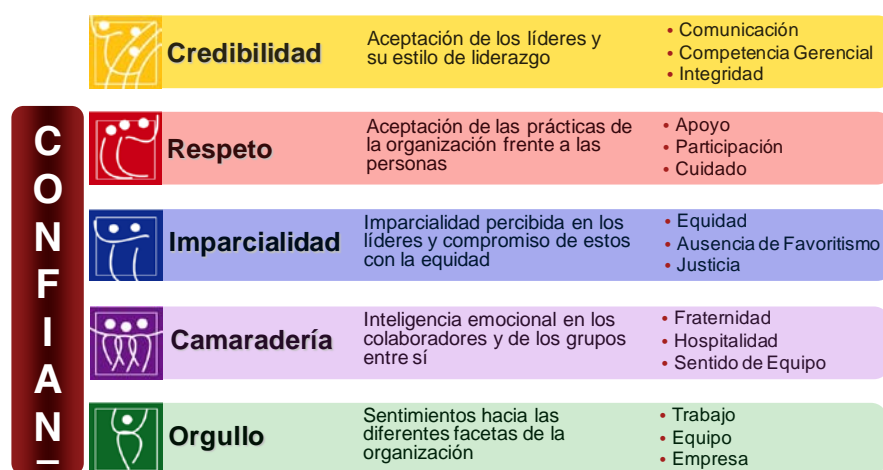 Credibilidad
Aceptación de los líderes y
su estilo de liderazgo
• Comunicación
• Competencia Gerencial
• Integridad
CONFIAN
Respeto
Aceptación de las prácticas de
la organización frente a las
personas
• Apoyo
• Participación
• Cuidado
Imparcialidad
Imparcialidad percibida en los
líderes y compromiso de estos
con la equidad
• Equidad
• Ausencia de Favoritismo
• Justicia
Camaradería
Inteligencia emocional en los
colaboradores y de los grupos
entre sí
• Fraternidad
• Hospitalidad
• Sentido de Equipo
Orgullo
Sentimientos hacia las
diferentes facetas de la
organización
• Trabajo
• Equipo
• Empresa